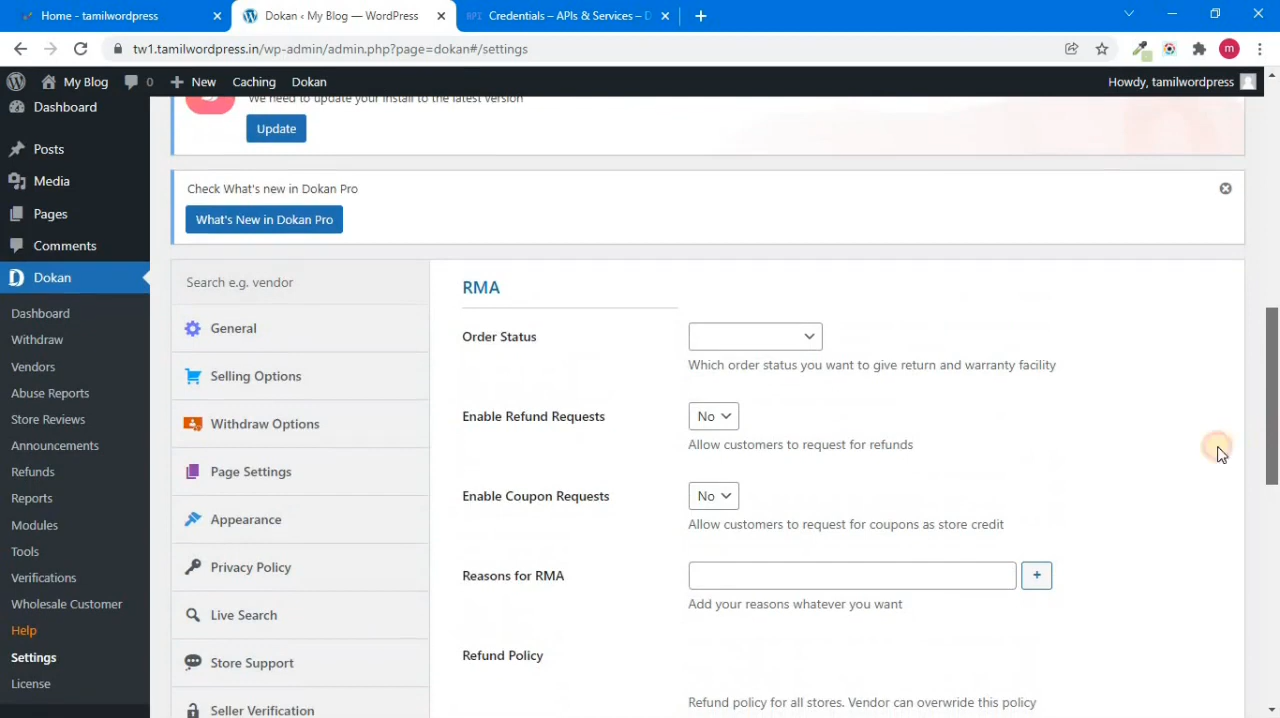 Home - tamilwordpress
Dokan ‹ My Blog — WordPress
API Credentials – APIs & Services – D
tw1.tamilwordpress.in/wp-admin/admin.php?page=dokan#/settings
m
My Blog
0
New
Caching
Dokan
Howdy, tamilwordpress
Dashboard
Posts
Media
Pages
Comments
Dokan
Dashboard
Withdraw
Vendors
Abuse Reports
Store Reviews
Announcements
Refunds
Reports
Modules
Tools
Verifications
Wholesale Customer
Help
Settings
License
We need to update your install to the latest version
Update
Check What's new in Dokan Pro
What's New in Dokan Pro
Search e.g. vendor
General
Selling Options
Withdraw Options
Page Settings
Appearance
Privacy Policy
Live Search
Store Support
Seller Verification
RMA
Order Status
Which order status you want to give return and warranty facility
Enable Refund Requests
No
Allow customers to request for refunds
Enable Coupon Requests
No
Allow customers to request for coupons as store credit
Reasons for RMA
+
Add your reasons whatever you want
Refund Policy
Refund policy for all stores. Vendor can overwrite this policy